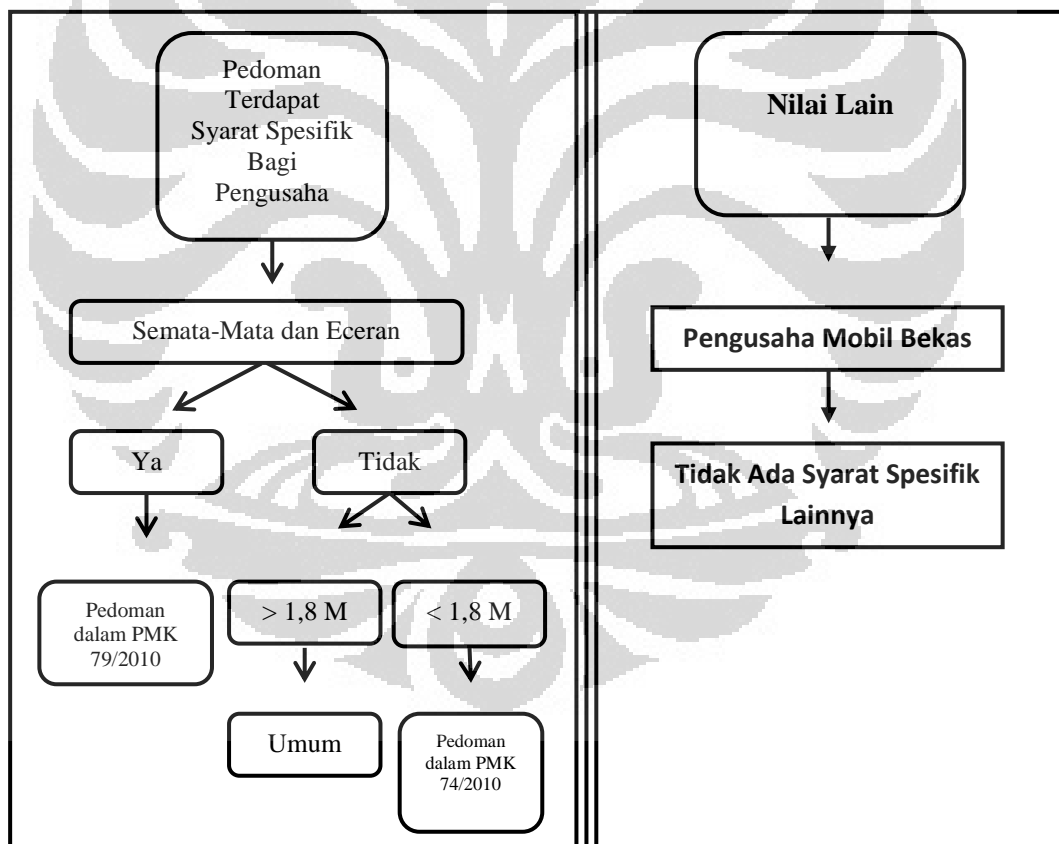 Pedoman
Terdapat
Syarat Spesifik
Bagi
Pengusaha
Semata-Mata dan Eceran
Ya
Tidak
Pedoman
dalam PMK
79/2010
> 1,8 M
< 1,8 M
Umum
Pedoman
dalam PMK
74/2010
Nilai Lain
Pengusaha Mobil Bekas
Tidak Ada Syarat Spesifik
Lainnya